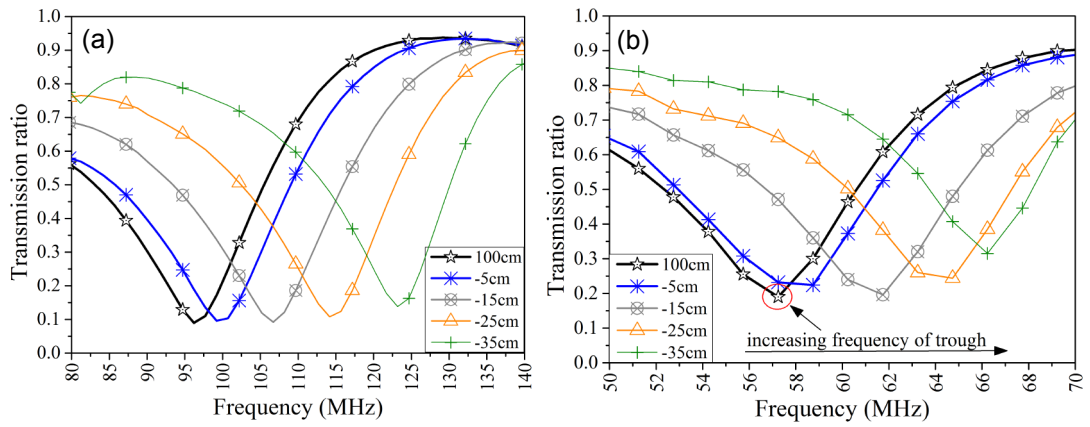 (a)
Transmission ratio
1.0
0.9
0.8
0.7
0.6
0.5
0.4
0.3
0.2
0.1
0.0
100cm
-5cm
-15cm
-25cm
-35cm
80 85 90 95 100 105 110 115 120 125 130 135 140
Frequency (MHz)
(b)
Transmission ratio
1.0
0.9
0.8
0.7
0.6
0.5
0.4
0.3
0.2
0.1
0.0
100cm
-5cm
-15cm
-25cm
-35cm
increasing frequency of trough
50 52 54 56 58 60 62 64 66 68 70
Frequency (MHz)